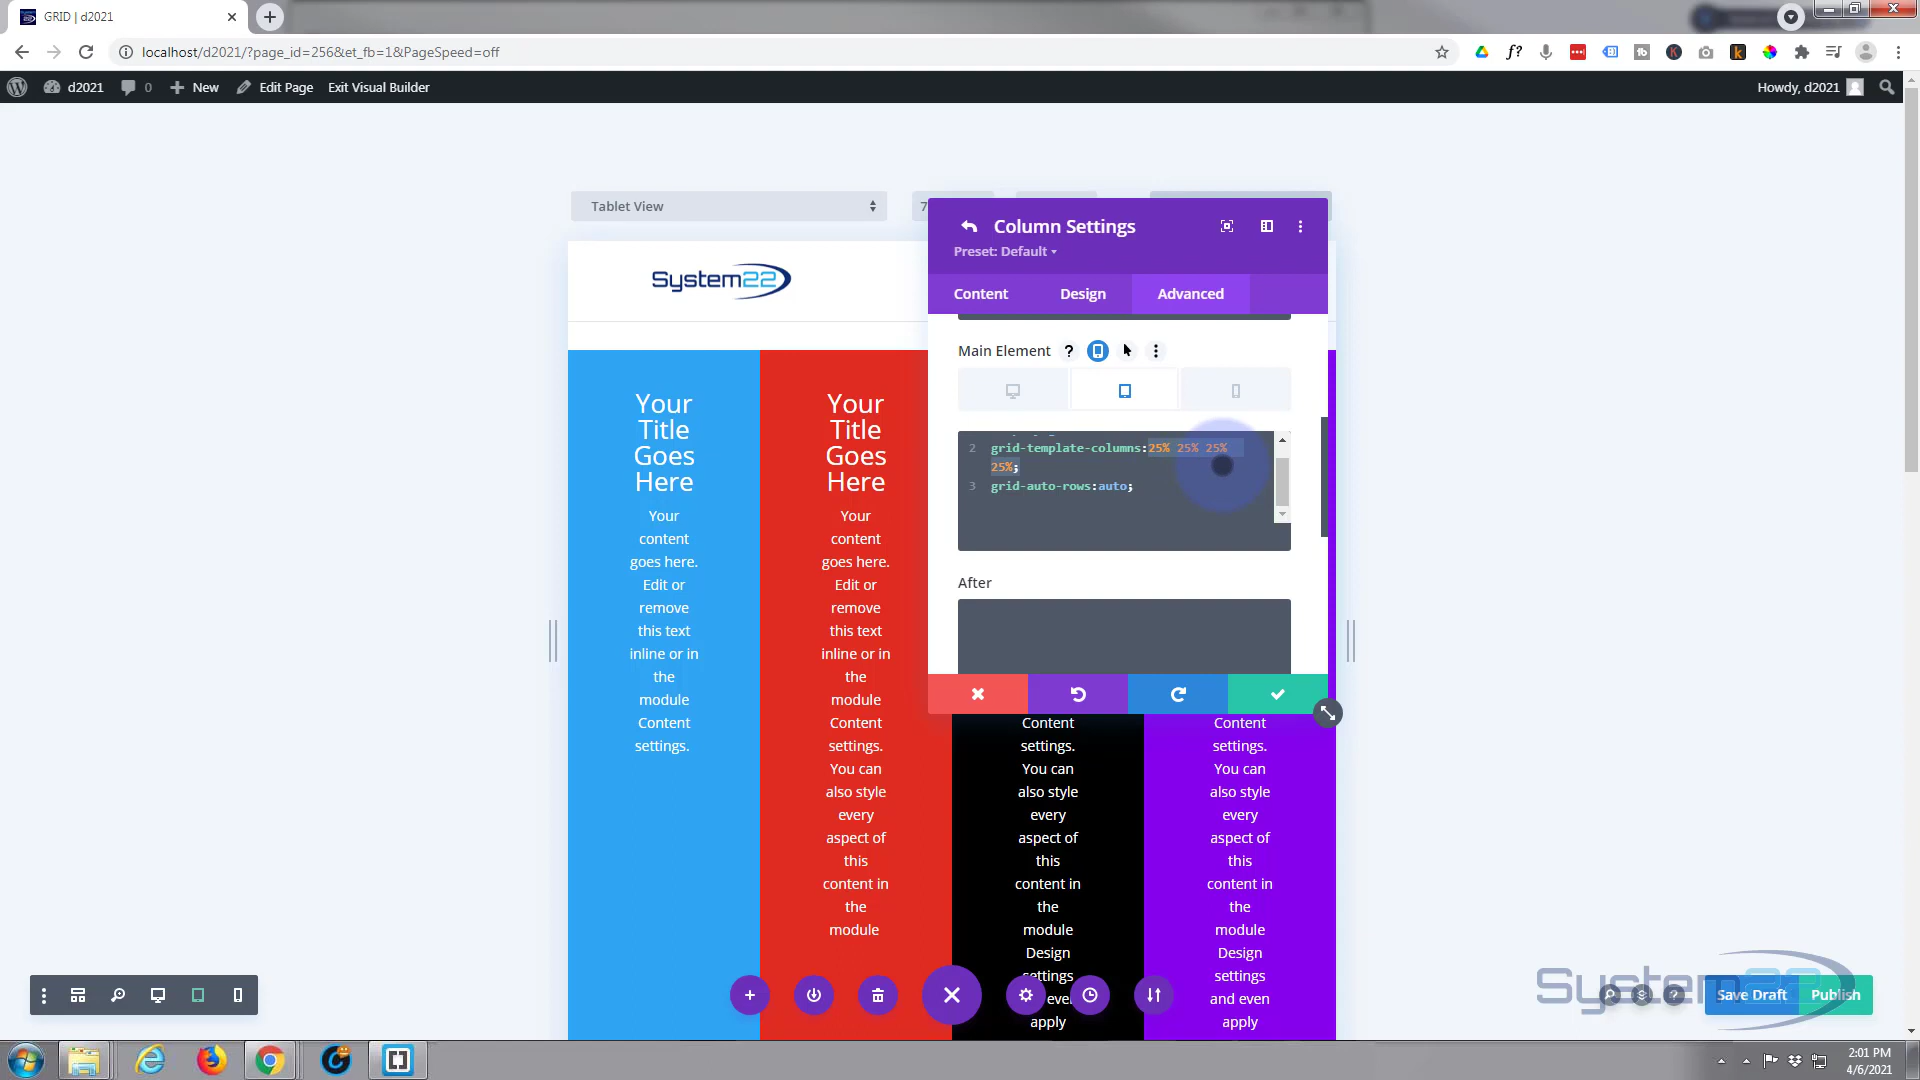 GRID | d2021
localhost/d2021/?page_id=256&et_fb=1&PageSpeed=off
d2021 0 New Edit Page Exit Visual Builder Howdy, d2021
Tablet View
7
System22
Column Settings
Preset: Default
Content Design Advanced
Main Element ?
2 grid-template-columns:25% 25% 25%
25%;
3 grid-auto-rows:auto;
After
Your
Title
Goes
Here
Your
content
goes here.
Edit or
remove
this text
inline or in
the
module
Content
settings.
Your
Title
Goes
Here
Your
content
goes here.
Edit or
remove
this text
inline or in
the
module
Content
settings.
You can
also style
every
aspect of
this
content in
the
module
Content
settings.
You can
also style
every
aspect of
this
content in
the
module
Design
settings
apply
Content
settings.
You can
also style
every
aspect of
this
content in
the
module
Design
settings
and even
apply
System22
Save Draft Publish
2:01 PM
4/6/2021